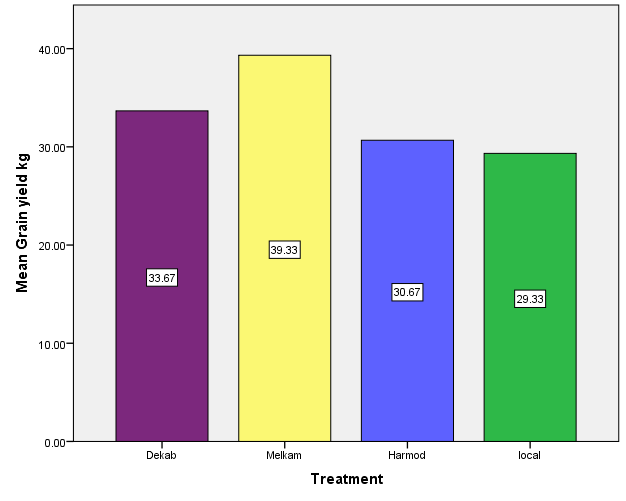 Mean Grain yield kg
40.00
30.00
20.00
10.00
0.00
33.67
39.33
30.67
29.33
Dekab
Melkam
Harmod
local
Treatment